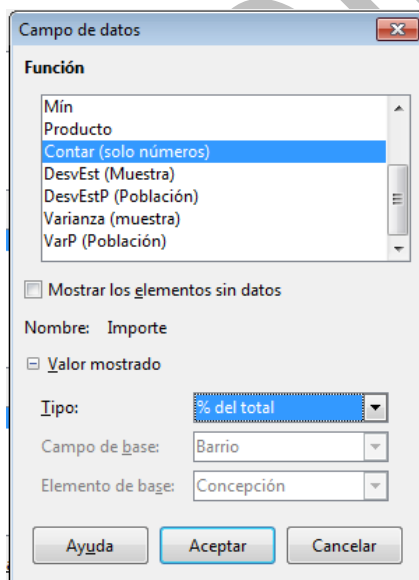 Campo de datos
Función
Mín
Producto
Contar (solo números)
DesvEst (Muestra)
DesvEstP (Población)
Varianza (muestra)
VarP (Población)
Mostrar los elementos sin datos
Nombre: Importe
Valor mostrado
Tipo: % del total
Campo de base: Barrio
Elemento de base: Concepción
Ayuda Aceptar Cancelar